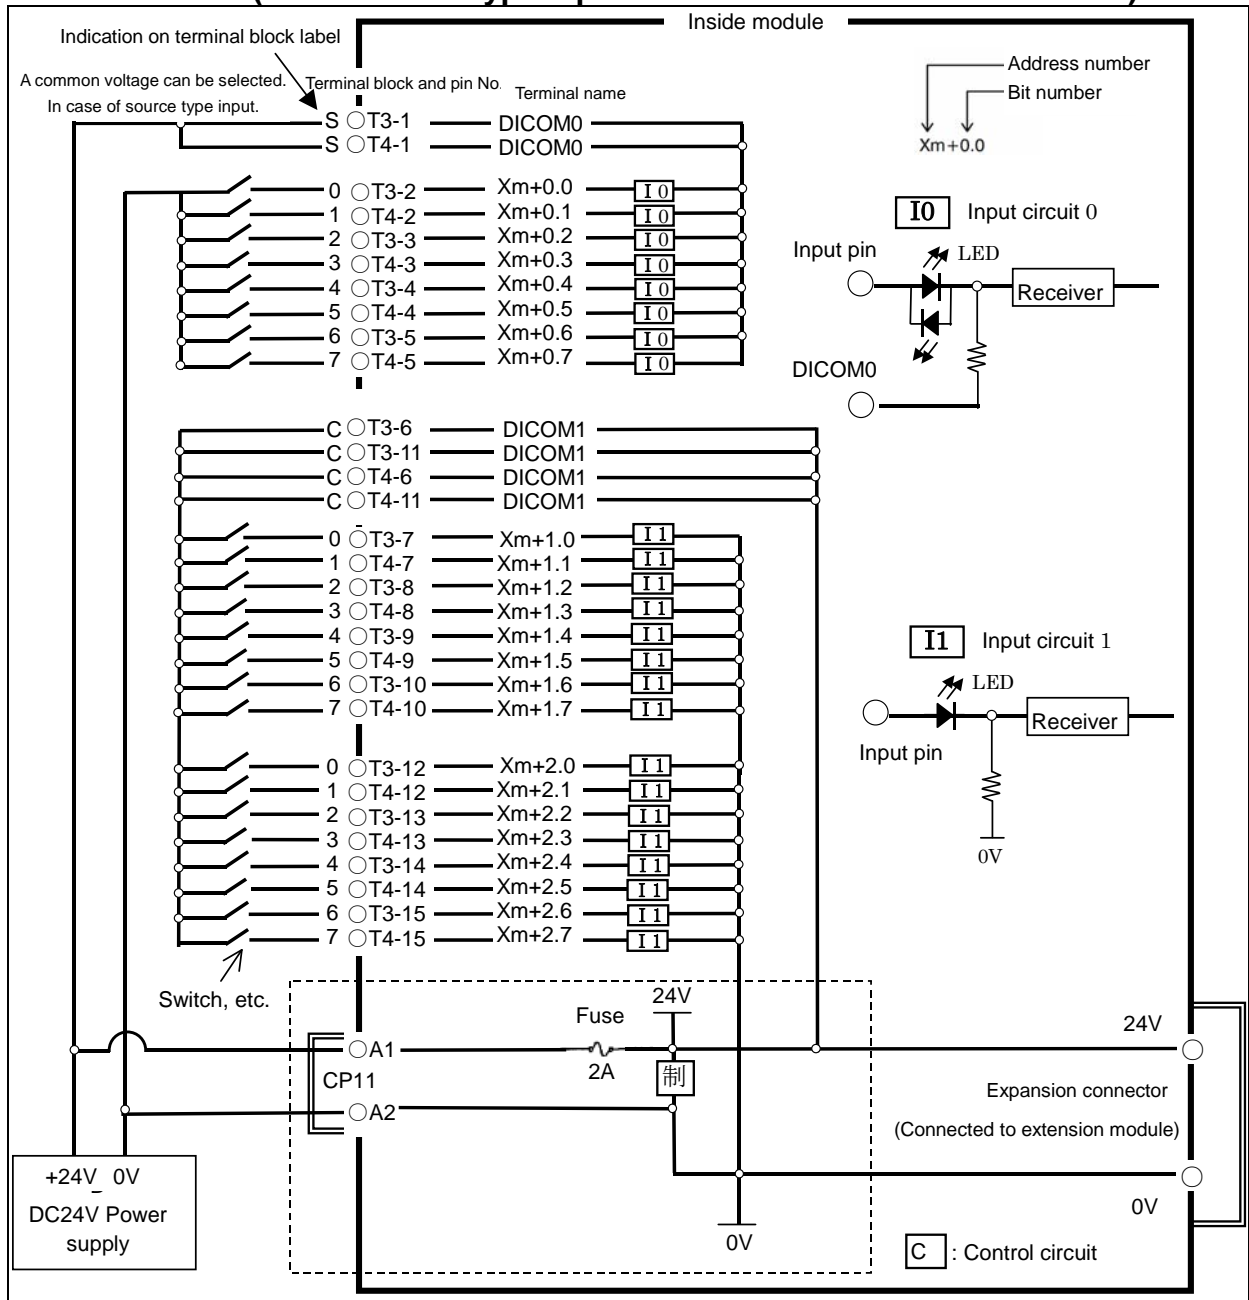 Inside module
Indication on terminal block label
A common voltage can be selected.
In case of source type input.
Terminal block and pin No.
Terminal name
Address number
Bit number
Xm+0.0
S T3-1 DICOM0
S T4-1 DICOM0
0 T3-2 Xm+0.0 I0
1 T4-2 Xm+0.1 I0
2 T3-3 Xm+0.2 I0
3 T4-3 Xm+0.3 I0
4 T3-4 Xm+0.4 I0
5 T4-4 Xm+0.5 I0
6 T3-5 Xm+0.6 I0
7 T4-5 Xm+0.7 I0
I0 Input circuit 0
Input pin
LED
Receiver
DICOM0
C T3-6 DICOM1
C T3-11 DICOM1
C T4-6 DICOM1
C T4-11 DICOM1
0 T3-7 Xm+1.0 I1
1 T4-7 Xm+1.1 I1
2 T3-8 Xm+1.2 I1
3 T4-8 Xm+1.3 I1
4 T3-9 Xm+1.4 I1
5 T4-9 Xm+1.5 I1
6 T3-10 Xm+1.6 I1
7 T4-10 Xm+1.7 I1
I1 Input circuit 1
LED
Receiver
Input pin
0V
0 T3-12 Xm+2.0 I1
1 T4-12 Xm+2.1 I1
2 T3-13 Xm+2.2 I1
3 T4-13 Xm+2.3 I1
4 T3-14 Xm+2.4 I1
5 T4-14 Xm+2.5 I1
6 T3-15 Xm+2.6 I1
7 T4-15 Xm+2.7 I1
Switch, etc.
24V
Fuse
2A
制
A1
CP11
A2
24V
Expansion connector
(Connected to extension module)
0V
+24V 0V
DC24V Power
supply
0V
C : Control circuit